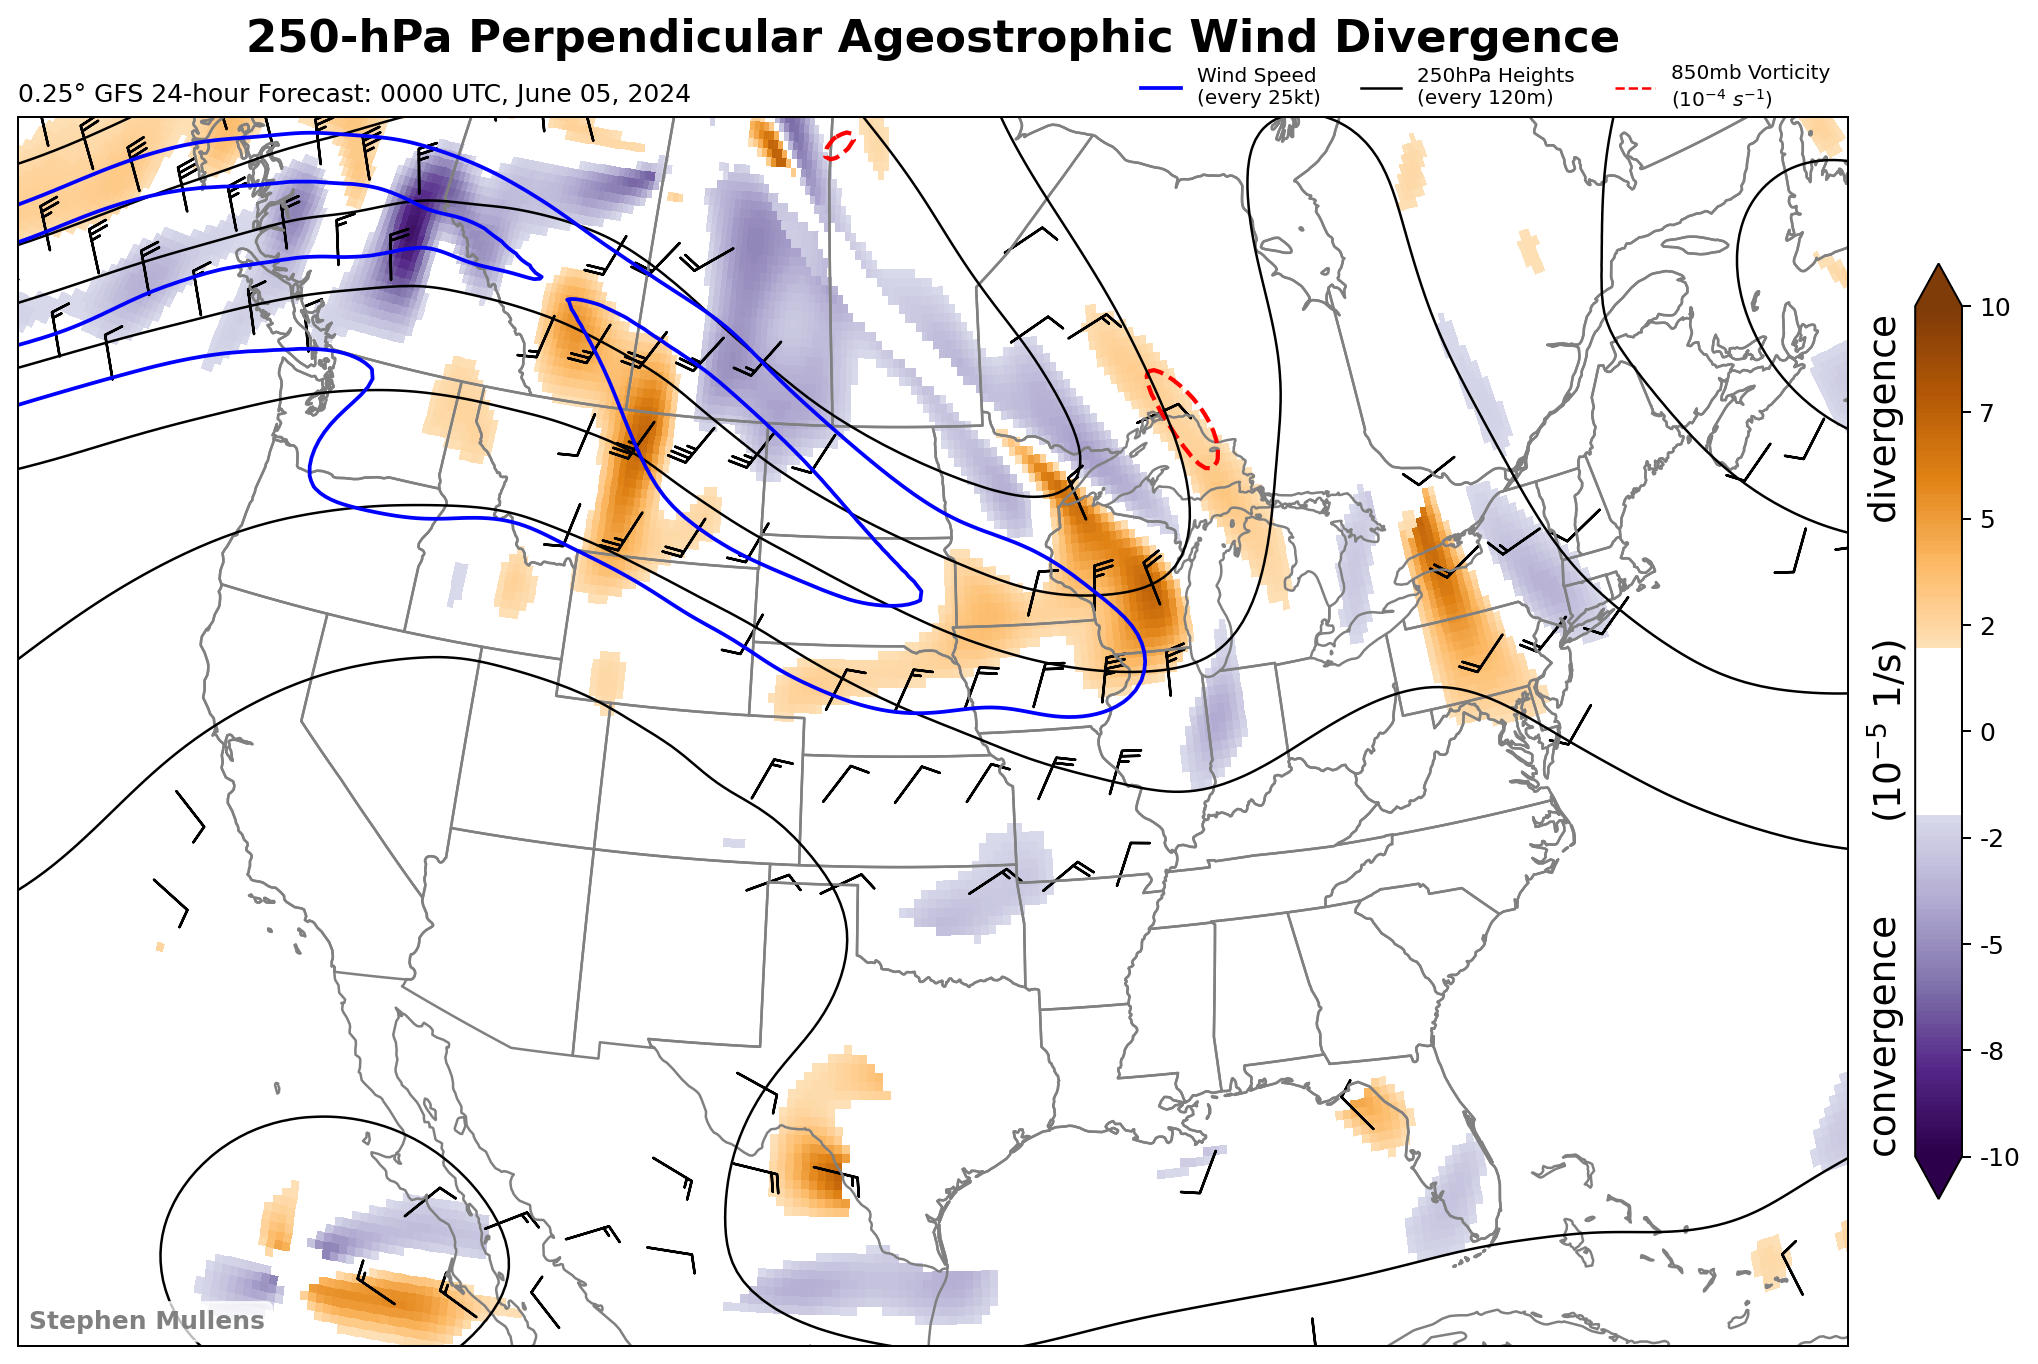 250-hPa Perpendicular Ageostrophic Wind Divergence
0.25° GFS 24-hour Forecast: 0000 UTC, June 05, 2024
Wind Speed
(every 25kt)
250hPa Heights
(every 120m)
850mb Vorticity
(10⁻⁴ s⁻¹)
convergence (10⁻⁵ 1/s) divergence
10
7
5
2
0
-2
-5
-8
-10
Stephen Mullens